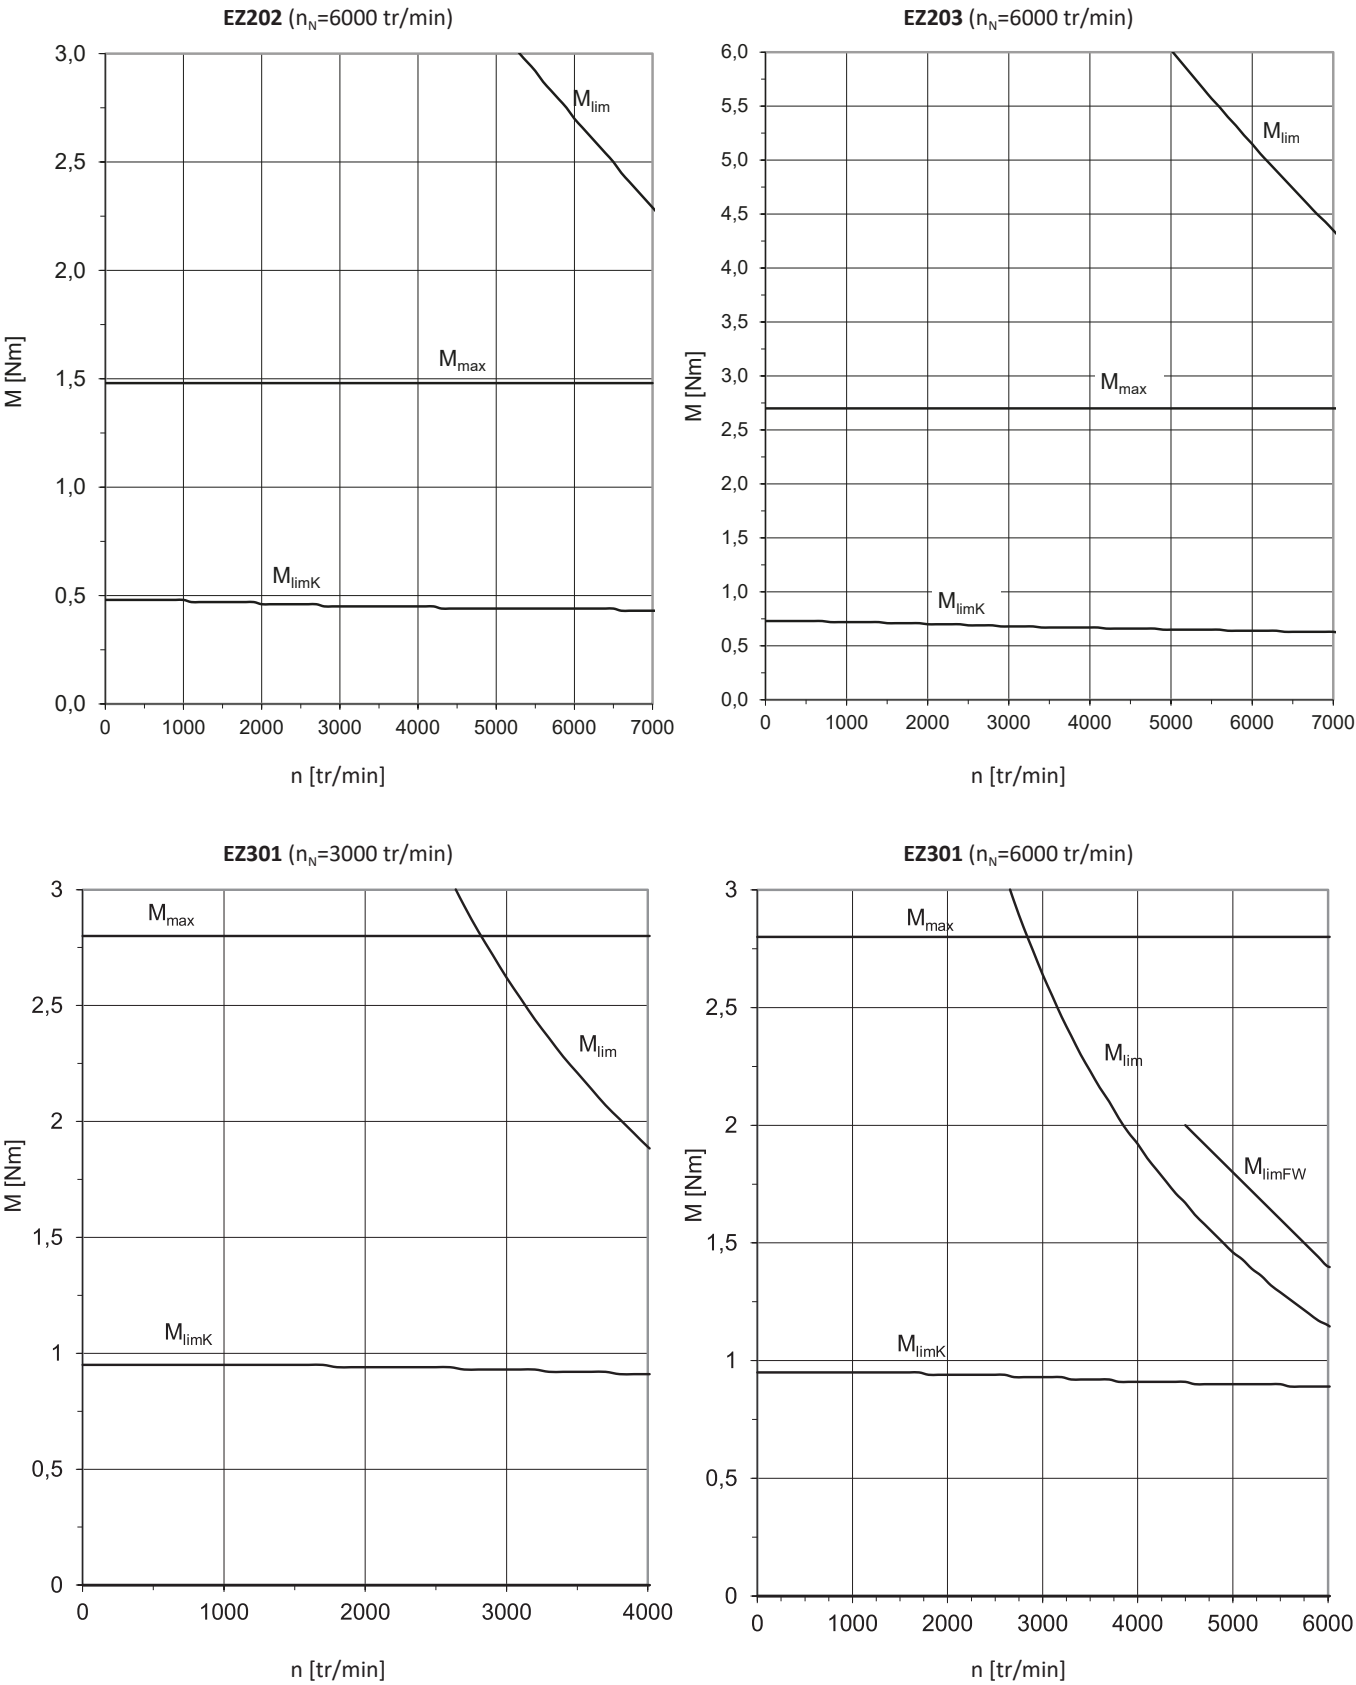 EZ202 (nN=6000 tr/min)
3,0
2,5
2,0
1,5
1,0
0,5
0,0
M [Nm]
Mlim
Mmax
MlimK
0 1000 2000 3000 4000 5000 6000 7000
n [tr/min]
EZ203 (nN=6000 tr/min)
6,0
5,5
5,0
4,5
4,0
3,5
3,0
2,5
2,0
1,5
1,0
0,5
0,0
M [Nm]
Mlim
Mmax
MlimK
0 1000 2000 3000 4000 5000 6000 7000
n [tr/min]
EZ301 (nN=3000 tr/min)
3
2,5
2
1,5
1
0,5
0
M [Nm]
Mmax
Mlim
MlimK
0 1000 2000 3000 4000
n [tr/min]
EZ301 (nN=6000 tr/min)
3
2,5
2
1,5
1
0,5
0
M [Nm]
Mmax
Mlim
MlimFW
MlimK
0 1000 2000 3000 4000 5000 6000
n [tr/min]